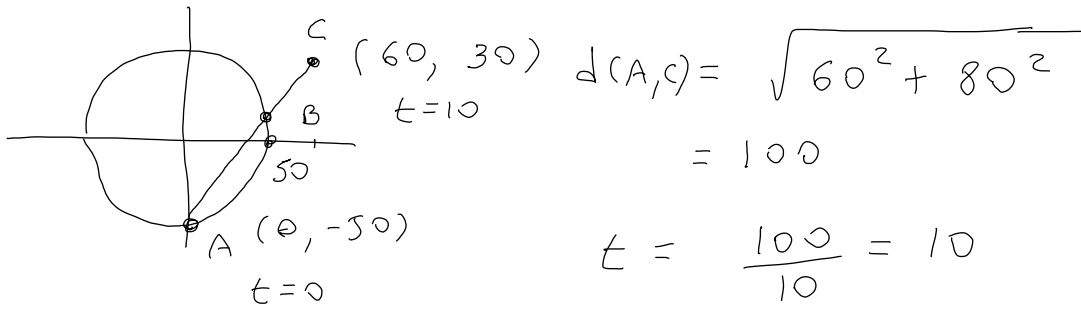 C (60, 30)
t=10
B
50
A (0, -50)
t=0
d(A,C) = √(60² + 80²)
= 100
t = 100/10 = 10